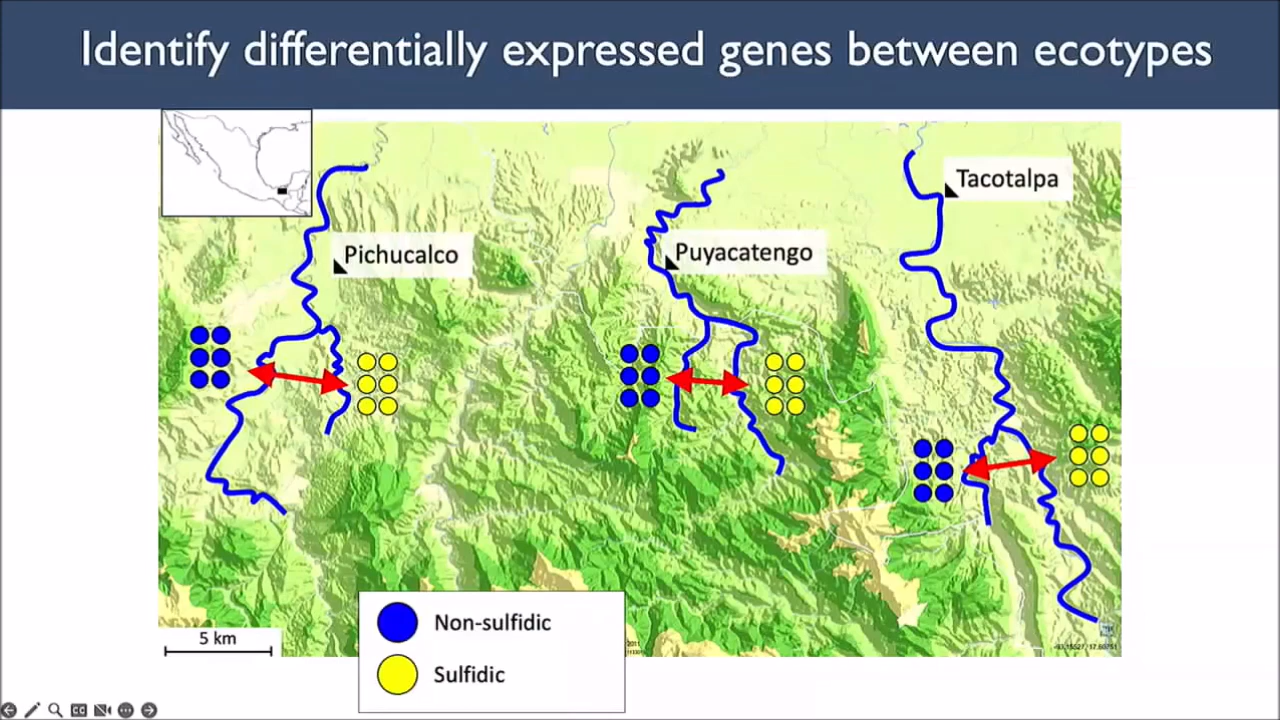 Identify differentially expressed genes between ecotypes
Tacotalpa
Pichucalco
Puyacatengo
Non-sulfidic
5 km
Sulfidic